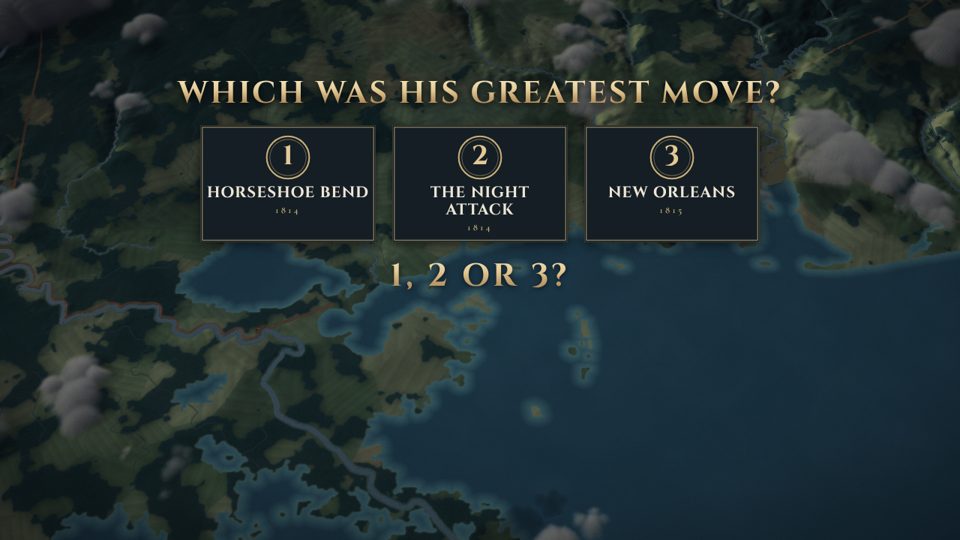 WHICH WAS HIS GREATEST MOVE?
1
HORSESHOE BEND
1814
2
THE NIGHT
ATTACK
1814
3
NEW ORLEANS
1815
1, 2 OR 3?